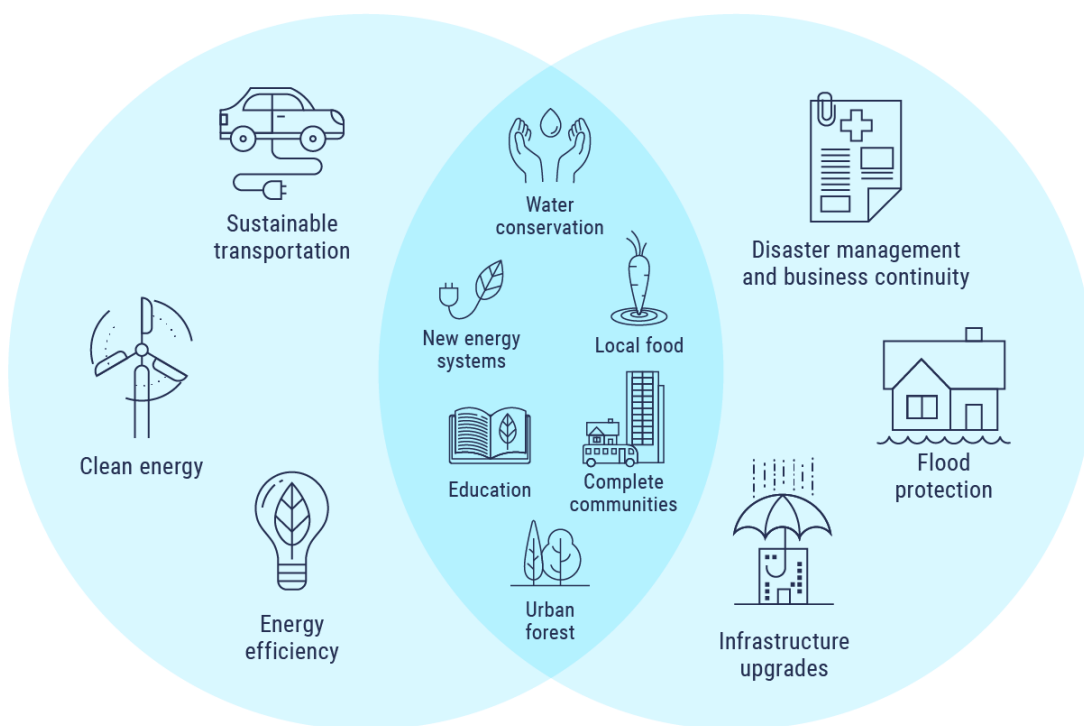 Sustainable
transportation
Clean energy
Energy
efficiency
Water
conservation
New energy
systems
Local food
Education
Complete
communities
Urban
forest
Disaster management
and business continuity
Flood
protection
Infrastructure
upgrades